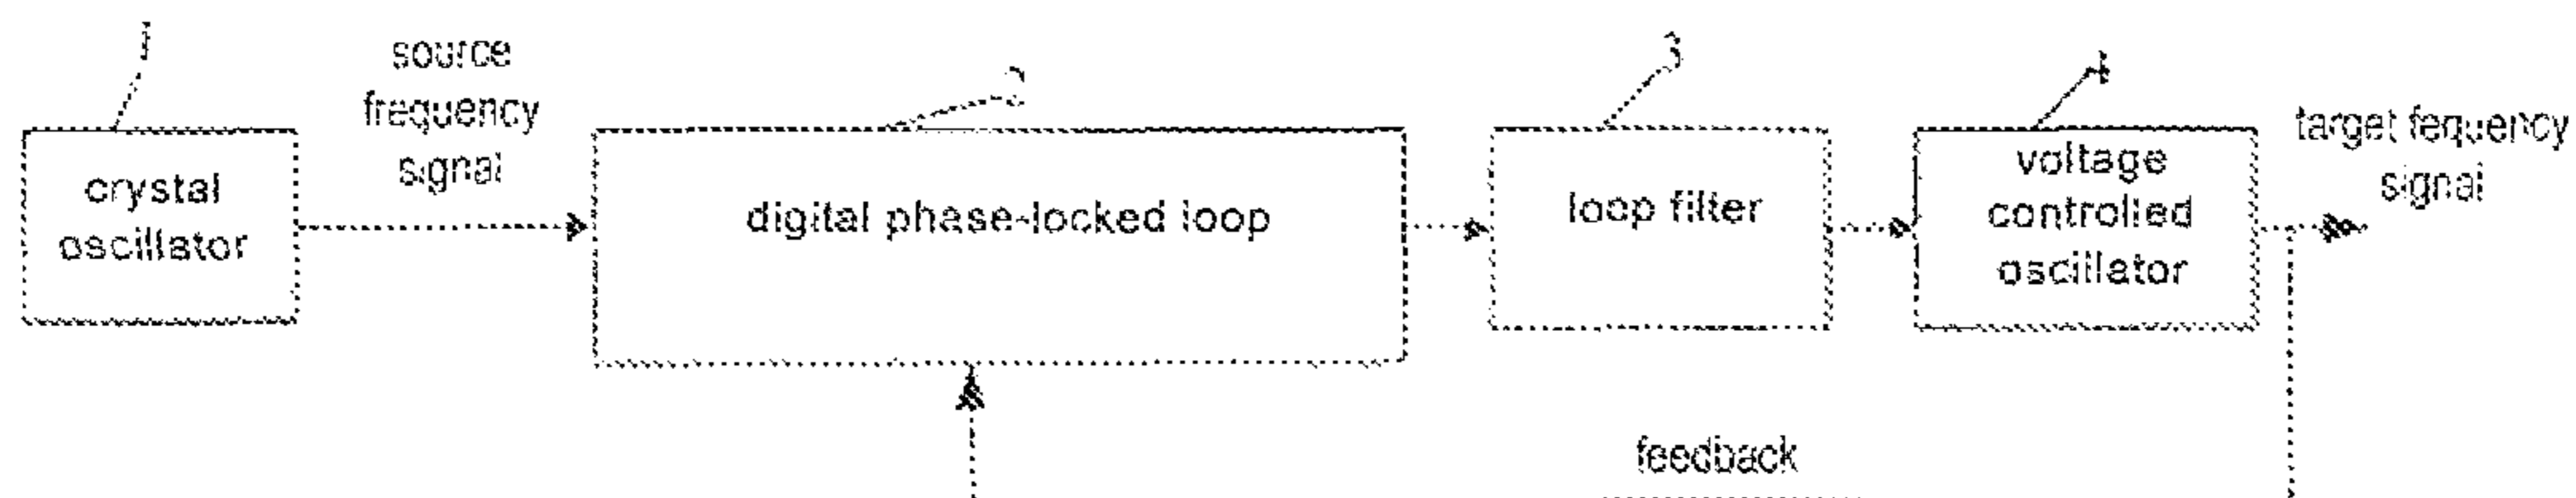 1
source
frequency
signal
2
3
4
crystal
oscillator
digital phase-locked loop
loop filter
voltage
controlled
oscillator
target fequency
signal
feedback